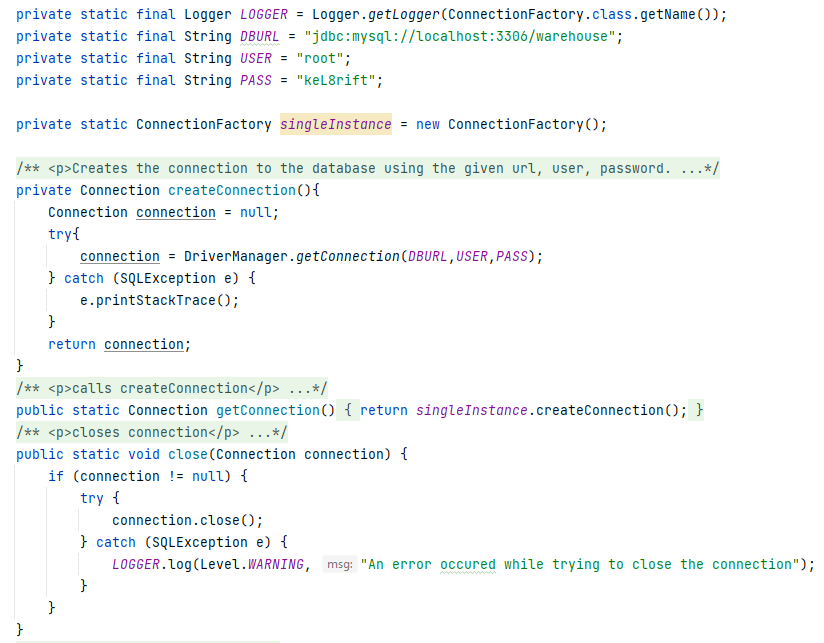 private static final Logger LOGGER = Logger.getLogger(ConnectionFactory.class.getName());
private static final String DBURL = "jdbc:mysql://localhost:3306/warehouse";
private static final String USER = "root";
private static final String PASS = "keL8rift";
private static ConnectionFactory singleInstance = new ConnectionFactory();
/** <p>Creates the connection to the database using the given url, user, password. ...*/
private Connection createConnection(){
    Connection connection = null;
    try{
        connection = DriverManager.getConnection(DBURL,USER,PASS);
    } catch (SQLException e) {
        e.printStackTrace();
    }
    return connection;
}
/** <p>calls createConnection</p> ...*/
public static Connection getConnection() { return singleInstance.createConnection(); }
/** <p>closes connection</p> ...*/
public static void close(Connection connection) {
    if (connection != null) {
        try {
            connection.close();
        } catch (SQLException e) {
            LOGGER.log(Level.WARNING, msg: "An error occured while trying to close the connection");
        }
    }
}